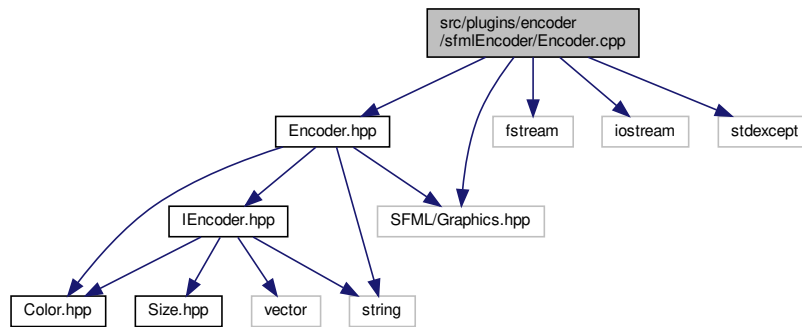 src/plugins/encoder
/sfmlEncoder/Encoder.cpp
Encoder.hpp
fstream
iostream
stdexcept
IEncoder.hpp
SFML/Graphics.hpp
Color.hpp
Size.hpp
vector
string